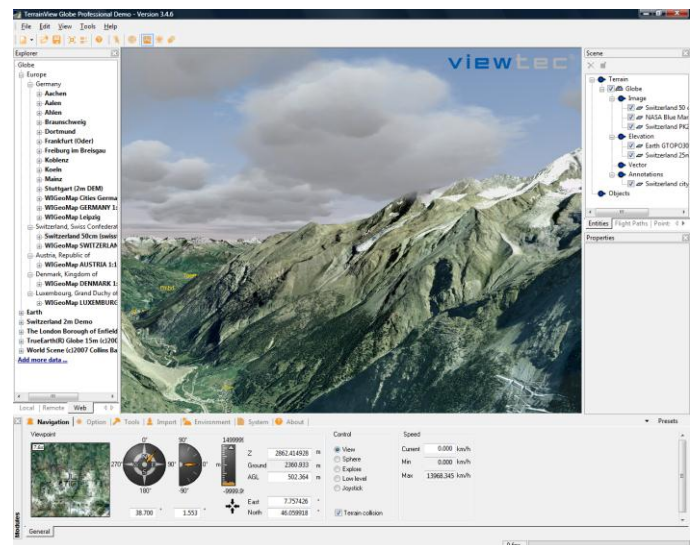 TerrainView Globe Professional Demo - Version 3.4.6
File Edit View Tools Help
Explorer
Globe
Europe
Germany
Aachen
Aalen
Ahlen
Braunschweig
Dortmund
Frankfurt (Oder)
Freiburg im Breisgau
Koblenz
Koeln
Mainz
Stuttgart (2m DEM)
WIGeoMap Cities Germa
WIGeoMap GERMANY 1:
WIGeoMap Leipzig
Switzerland, Swiss Confederat
Switzerland 50cm (swiss
WIGeoMap SWITZERLAN
Austria, Republic of
WIGeoMap AUSTRIA 1:1
Denmark, Kingdom of
WIGeoMap DENMARK 1:
Luxembourg, Grand Duchy of
WIGeoMap LUXEMBURG
Earth
Switzerland 2m Demo
The London Borough of Enfield
TrueEarth(R) Globe 15m (c)200
World Scene (c)2007 Collins Ba
Add more data ...
Local Remote Web
viewtec
Scene
Terrain
Globe
Image
Switzerland 50 c
NASA Blue Mar
Switzerland PK2
Elevation
Earth GTOPO30
Switzerland 25m
Vector
Annotations
Switzerland city
Objects
Entities Flight Paths Point
Properties
Navigation Option Tools Import Environment System About
Presets
Viewpoint
0°
270° 90°
180°
38.700 °
90°
0°
-90°
1.553 °
m
Z 2862.414928 m
Ground 2360.933 m
AGL 502.364 m
East 7.757426 °
North 46.059918 °
Control
View
Sphere
Explore
Low level
Joystick
Terrain collision
Speed
Current 0.000 km/h
Min 0.000 km/h
Max 13968.345 km/h
Modules
General